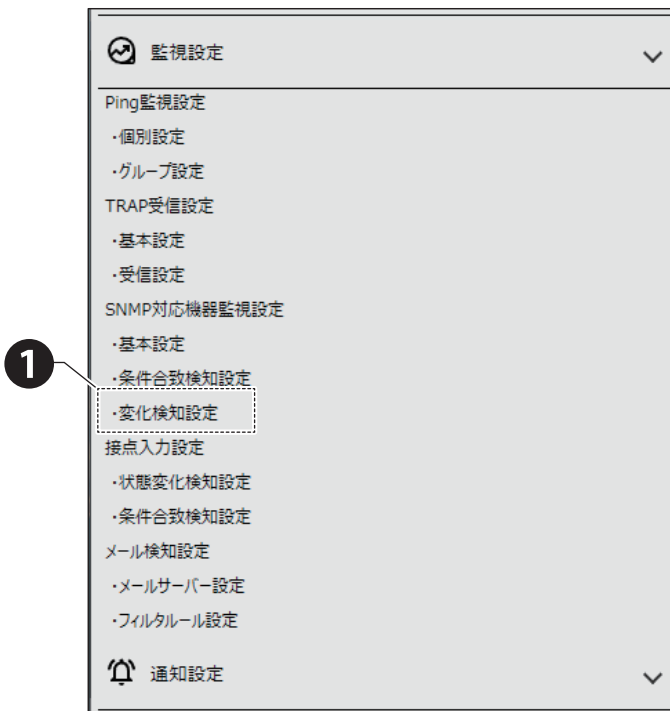 監視設定
Ping監視設定
・個別設定
・グループ設定
TRAP受信設定
・基本設定
・受信設定
SNMP対応機器監視設定
・基本設定
1
・条件合致検知設定
・変化検知設定
接点入力設定
・状態変化検知設定
・条件合致検知設定
メール検知設定
・メールサーバー設定
・フィルタルール設定
通知設定